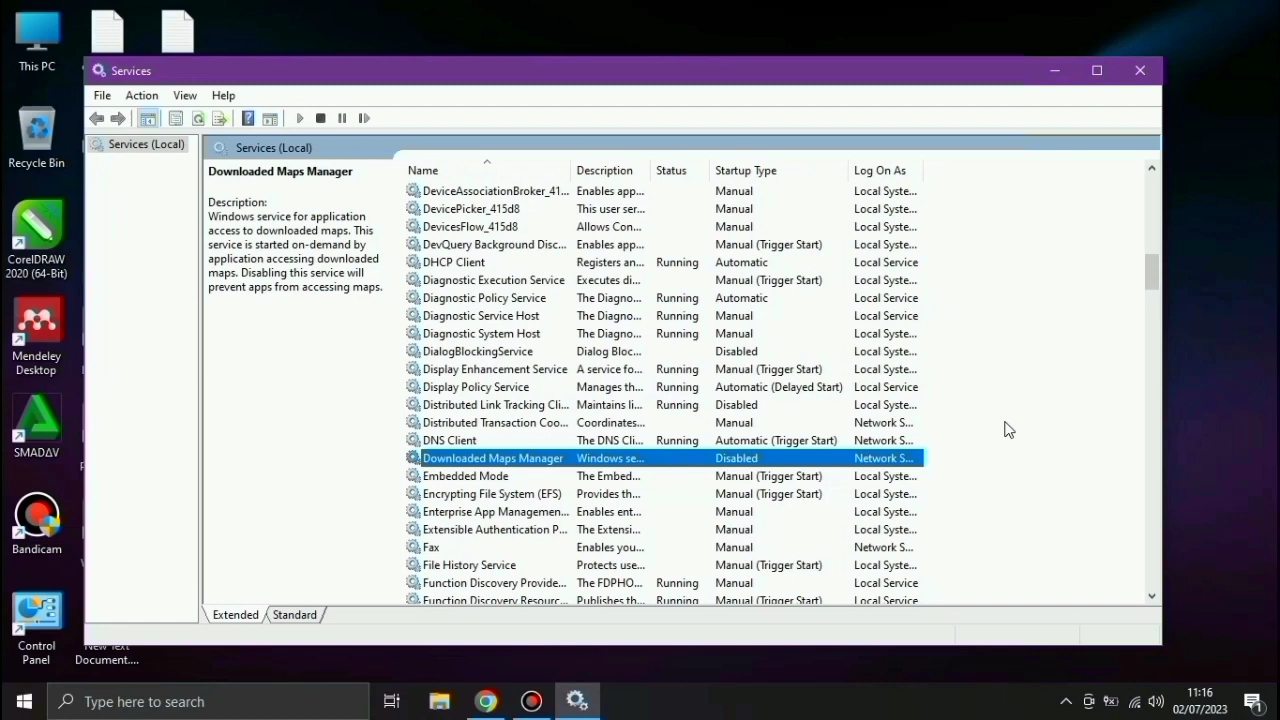 This PC
Recycle Bin
CorelDRAW
2020 (64-Bit)
Mendeley
Desktop
SMADΔV
Bandicam
Control
Panel
New Text
Document....
Services
File Action View Help
Services (Local)
Services (Local)
Downloaded Maps Manager
Description:
Windows service for application
access to downloaded maps. This
service is started on-demand by
application accessing downloaded
maps. Disabling this service will
prevent apps from accessing maps.
Name Description Status Startup Type Log On As
DeviceAssociationBroker_41... Enables app... Manual Local Syste...
DevicePicker_415d8 This user ser... Manual Local Syste...
DevicesFlow_415d8 Allows Con... Manual Local Syste...
DevQuery Background Disc... Enables app... Manual (Trigger Start) Local Syste...
DHCP Client Registers an... Running Automatic Local Service
Diagnostic Execution Service Executes di... Manual (Trigger Start) Local Syste...
Diagnostic Policy Service The Diagno... Running Automatic Local Service
Diagnostic Service Host The Diagno... Running Manual Local Service
Diagnostic System Host The Diagno... Running Manual Local Syste...
DialogBlockingService Dialog Bloc... Disabled Local Syste...
Display Enhancement Service A service fo... Running Manual (Trigger Start) Local Syste...
Display Policy Service Manages th... Running Automatic (Delayed Start) Local Service
Distributed Link Tracking Cli... Maintains li... Running Disabled Local Syste...
Distributed Transaction Coo... Coordinates... Manual Network S...
DNS Client The DNS Cli... Running Automatic (Trigger Start) Network S...
Downloaded Maps Manager Windows se... Disabled Network S...
Embedded Mode The Embed... Manual (Trigger Start) Local Syste...
Encrypting File System (EFS) Provides th... Manual (Trigger Start) Local Syste...
Enterprise App Managemen... Enables ent... Manual Local Syste...
Extensible Authentication P... The Extensi... Manual Local Syste...
Fax Enables you... Manual Network S...
File History Service Protects use... Manual (Trigger Start) Local Syste...
Function Discovery Provide... The FDPHO... Running Manual Local Service
Function Discovery Resourc... Publishes th... Running Manual (Trigger Start) Local Service
Extended Standard
Type here to search
11:16
02/07/2023
1